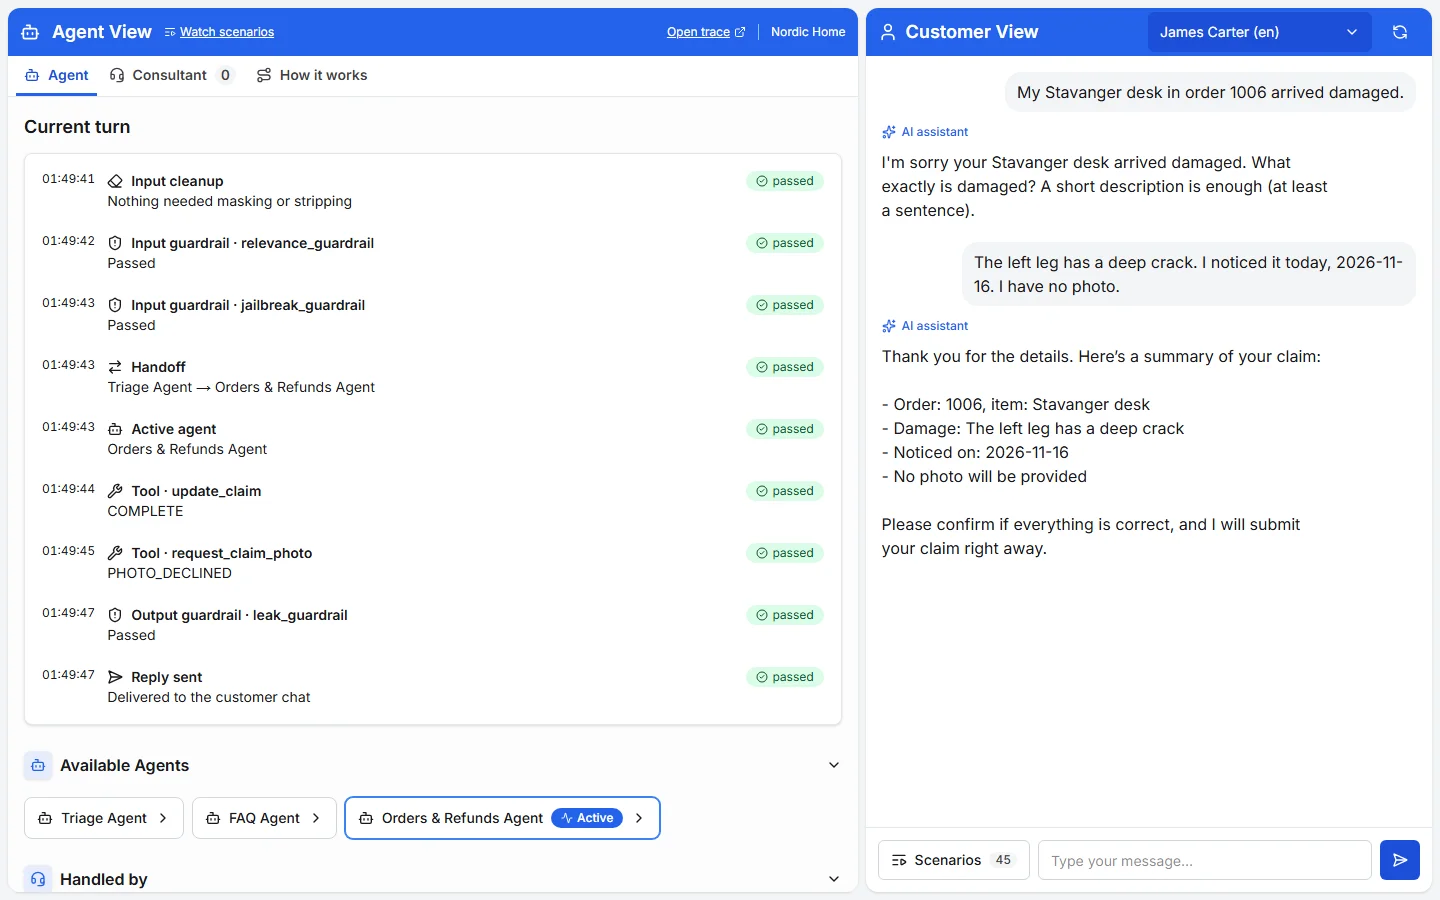 Agent View
Watch scenarios
Open trace
Nordic Home
Agent
Consultant 0
How it works
Current turn
01:49:41 Input cleanup passed
Nothing needed masking or stripping
01:49:42 Input guardrail · relevance_guardrail passed
Passed
01:49:43 Input guardrail · jailbreak_guardrail passed
Passed
01:49:43 Handoff passed
Triage Agent → Orders & Refunds Agent
01:49:43 Active agent passed
Orders & Refunds Agent
01:49:44 Tool · update_claim passed
COMPLETE
01:49:45 Tool · request_claim_photo passed
PHOTO_DECLINED
01:49:47 Output guardrail · leak_guardrail passed
Passed
01:49:47 Reply sent passed
Delivered to the customer chat
Available Agents
Triage Agent
FAQ Agent
Orders & Refunds Agent Active
Handled by
Customer View
James Carter (en)
My Stavanger desk in order 1006 arrived damaged.
AI assistant
I'm sorry your Stavanger desk arrived damaged. What
exactly is damaged? A short description is enough (at least
a sentence).
The left leg has a deep crack. I noticed it today, 2026-11-
16. I have no photo.
AI assistant
Thank you for the details. Here’s a summary of your claim:
- Order: 1006, item: Stavanger desk
- Damage: The left leg has a deep crack
- Noticed on: 2026-11-16
- No photo will be provided
Please confirm if everything is correct, and I will submit
your claim right away.
Scenarios 45
Type your message...